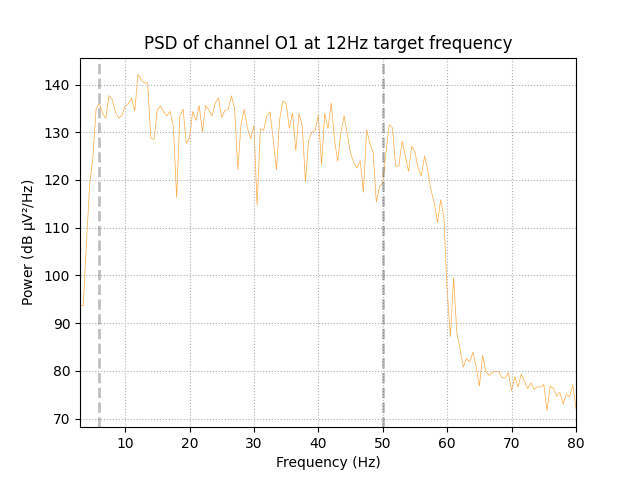 PSD of channel O1 at 12Hz target frequency
Power (dB µV²/Hz)
140
130
120
110
100
90
80
70
10 20 30 40 50 60 70 80
Frequency (Hz)